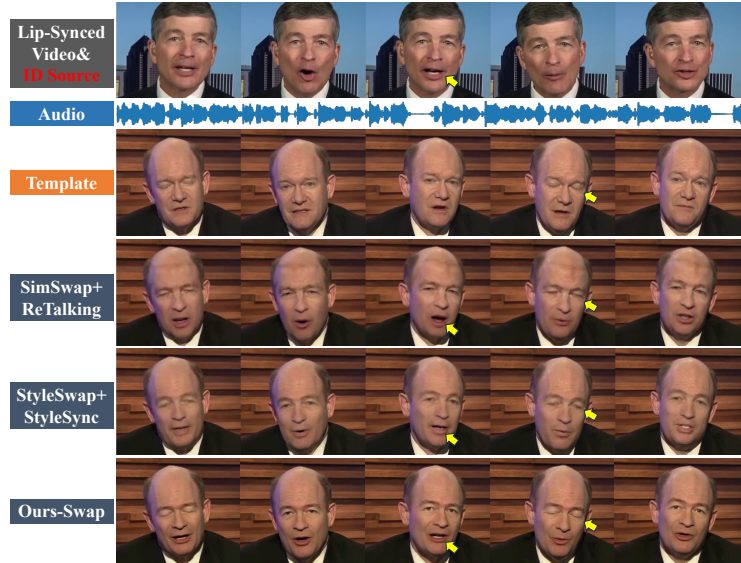 Lip-Synced
Video&
ID Source
Audio
Template
SimSwap+
ReTalking
StyleSwap+
StyleSync
Ours-Swap